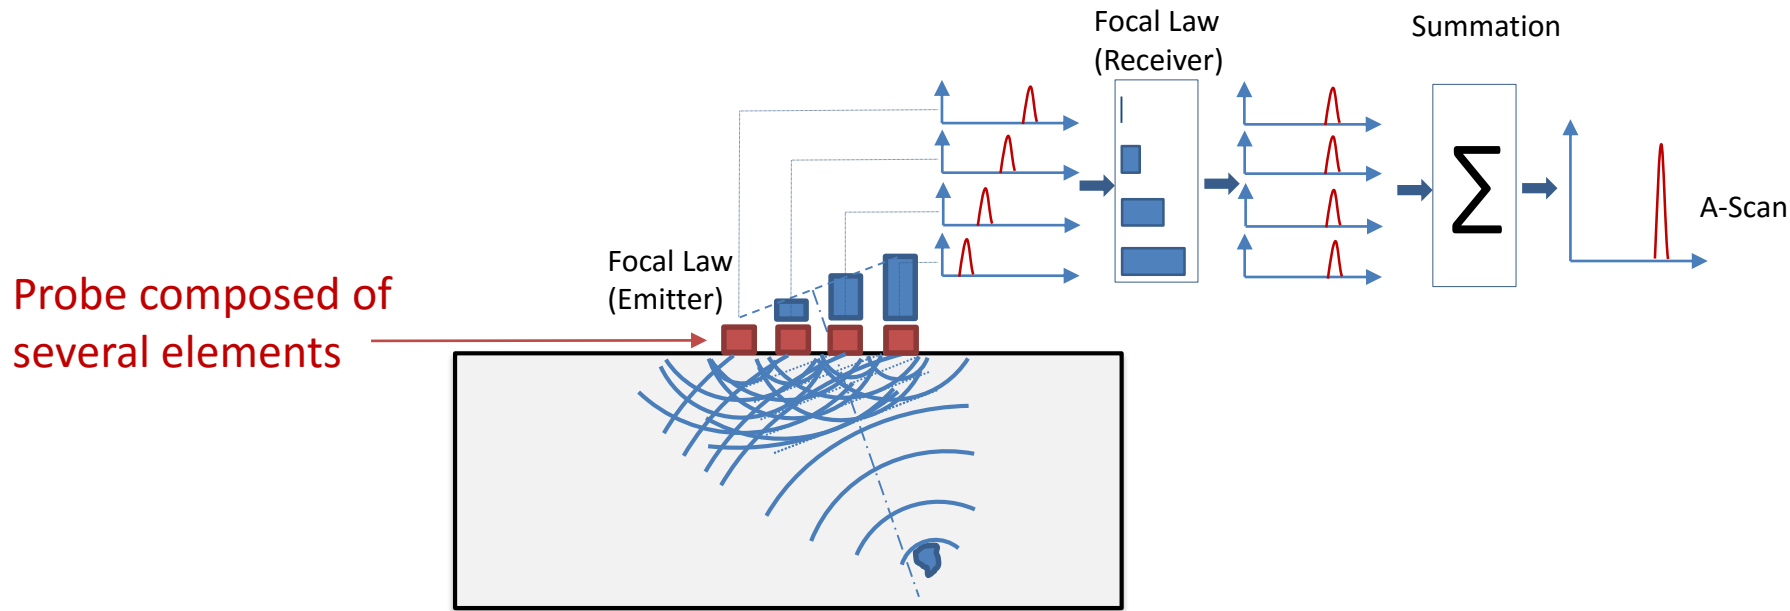 Focal Law
(Receiver)
Summation
∑
A-Scan
Focal Law
(Emitter)
Probe composed of
several elements